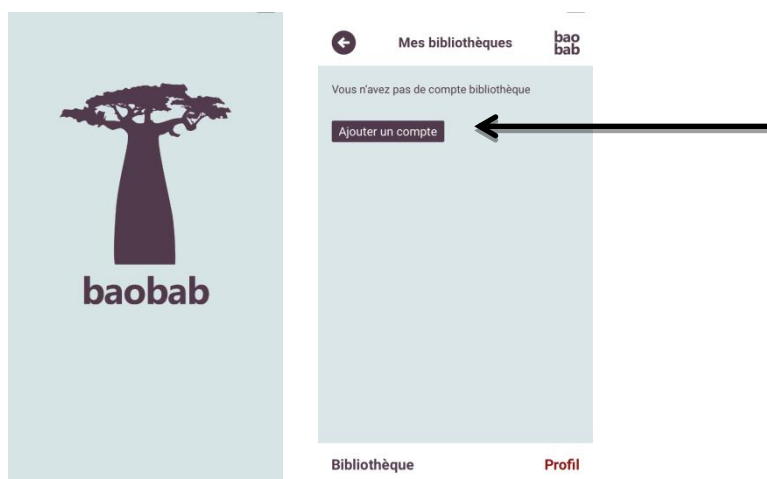 baobab
Mes bibliothèques
bao
bab
Vous n'avez pas de compte bibliothèque
Ajouter un compte
Bibliothèque
Profil